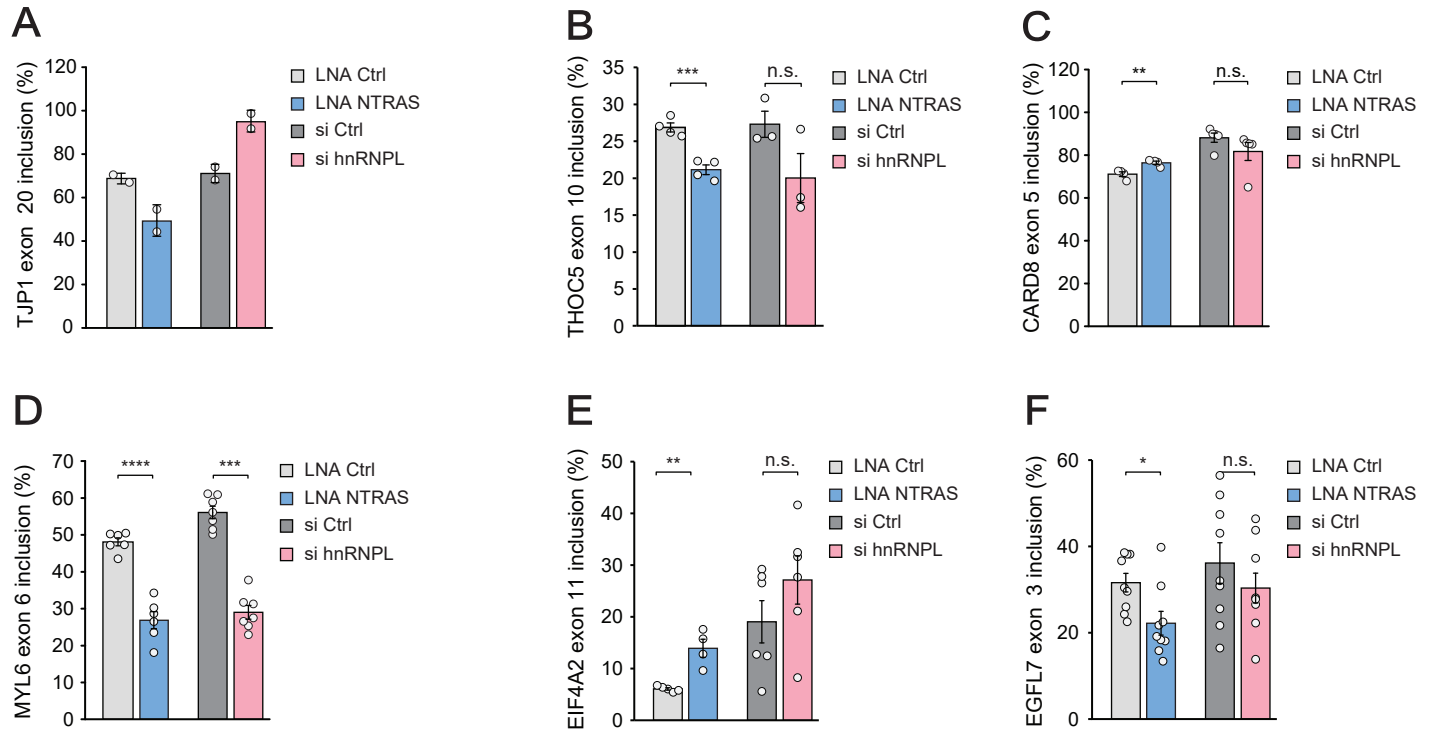 A
TJP1 exon 20 inclusion (%)
120
100
80
60
40
20
0
LNA Ctrl
LNA NTRAS
si Ctrl
si hnRNPL
B
THOC5 exon 10 inclusion (%)
35
30
25
20
15
10
5
0
***
n.s.
LNA Ctrl
LNA NTRAS
si Ctrl
si hnRNPL
C
CARD8 exon 5 inclusion (%)
120
100
80
60
40
20
0
**
n.s.
LNA Ctrl
LNA NTRAS
si Ctrl
si hnRNPL
D
MYL6 exon 6 inclusion (%)
70
60
50
40
30
20
10
0
****
***
LNA Ctrl
LNA NTRAS
si Ctrl
si hnRNPL
E
EIF4A2 exon 11 inclusion (%)
50
40
30
20
10
0
**
n.s.
LNA Ctrl
LNA NTRAS
si Ctrl
si hnRNPL
F
EGFL7 exon 3 inclusion (%)
60
40
20
0
*
n.s.
LNA Ctrl
LNA NTRAS
si Ctrl
si hnRNPL